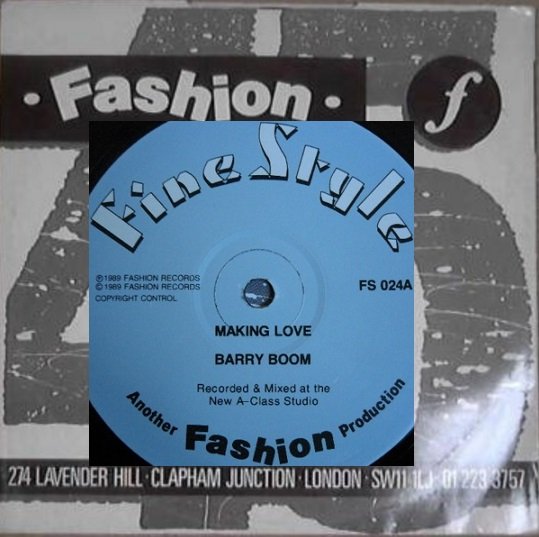 · Fashion ·
f
45
Fine Style
℗ 1989 FASHION RECORDS
© 1989 FASHION RECORDS
COPYRIGHT CONTROL
FS 024A
MAKING LOVE
BARRY BOOM
Recorded & Mixed at the
New A-Class Studio
Another Fashion Production
274 LAVENDER HILL · CLAPHAM JUNCTION · LONDON · SW11 1LJ · 01 223 3757